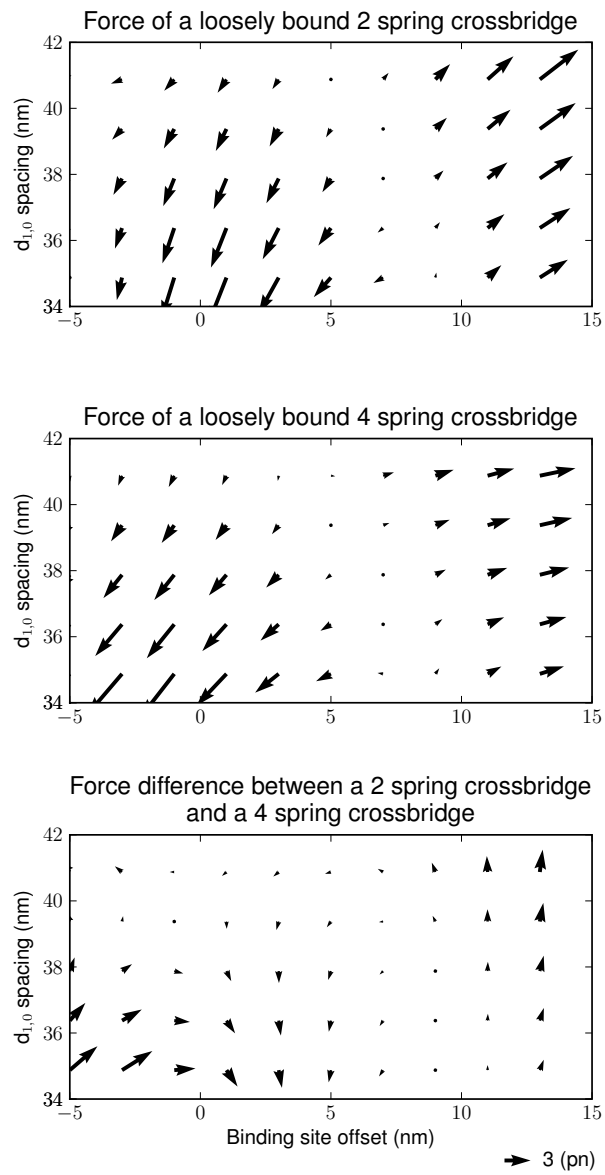 Force of a loosely bound 2 spring crossbridge
42
40
38
36
34
d1,0 spacing (nm)
−5 0 5 10 15
Force of a loosely bound 4 spring crossbridge
42
40
38
36
34
d1,0 spacing (nm)
−5 0 5 10 15
Force difference between a 2 spring crossbridge
and a 4 spring crossbridge
42
40
38
36
34
d1,0 spacing (nm)
−5 0 5 10 15
Binding site offset (nm)
3 (pn)